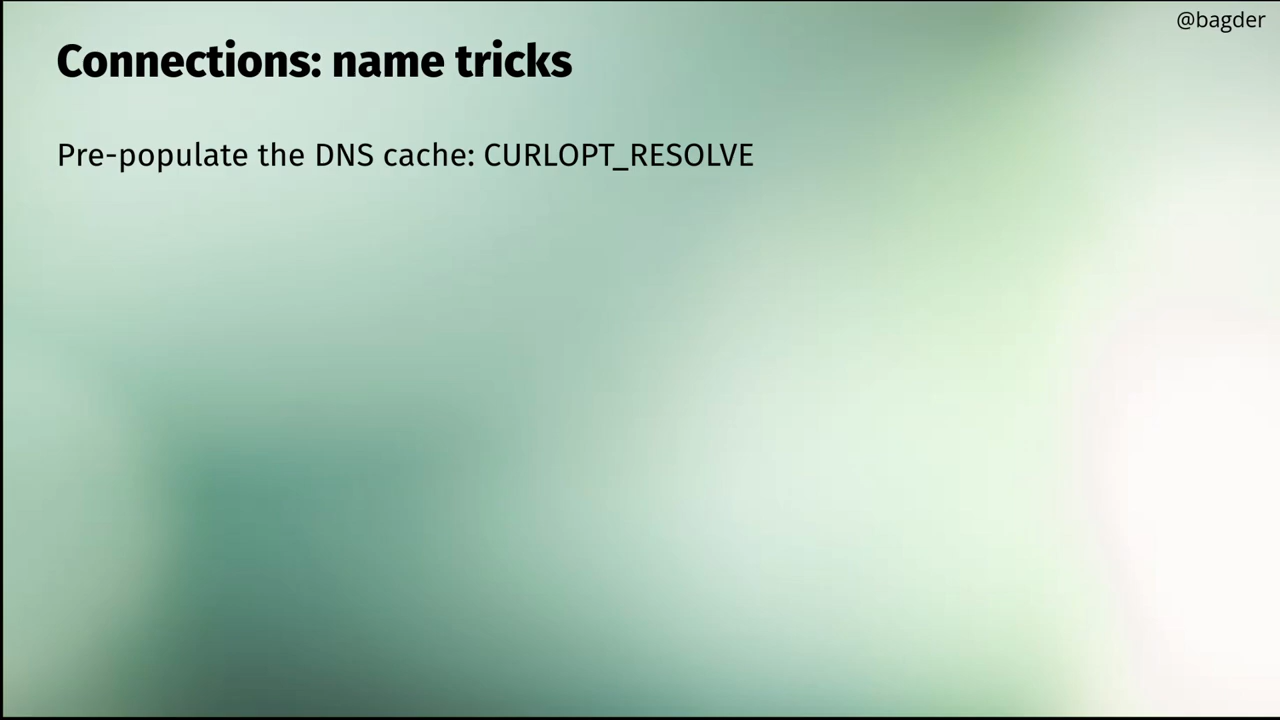 @bagder
Connections: name tricks
Pre-populate the DNS cache: CURLOPT_RESOLVE